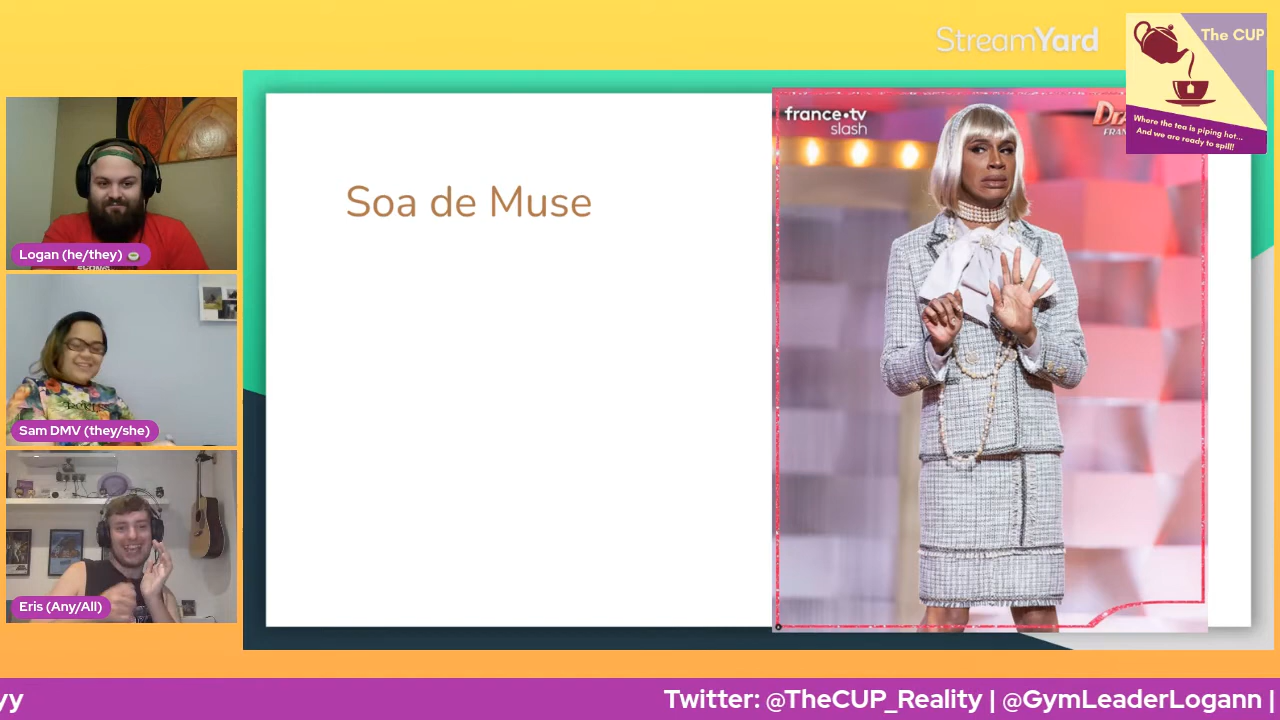 StreamYard
The CUP
Where the tea is piping hot...
And we are ready to spill!
france•tv
slash
Soa de Muse
Logan (he/they)
Sam DMV (they/she)
Eris (Any/All)
yy
Twitter: @TheCUP_Reality | @GymLeaderLogann |